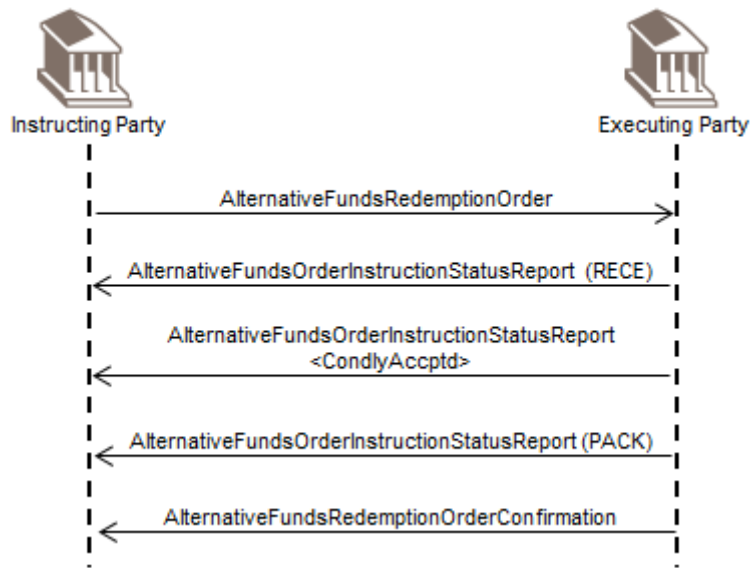 Instructing Party
Executing Party
AlternativeFundsRedemptionOrder
AlternativeFundsOrderInstructionStatusReport (RECE)
AlternativeFundsOrderInstructionStatusReport
<CondlyAccptd>
AlternativeFundsOrderInstructionStatusReport (PACK)
AlternativeFundsRedemptionOrderConfirmation